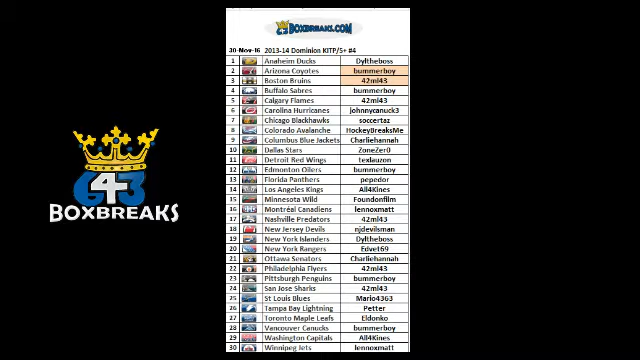 BOXBREAKS.COM
30-Nov-16 2013-14 Dominion KITP/5+ #4
1 Anaheim Ducks Dyltheboss
2 Arizona Coyotes bummerboy
3 Boston Bruins 42ml43
4 Buffalo Sabres bummerboy
5 Calgary Flames 42ml43
6 Carolina Hurricanes johnnycanuck3
7 Chicago Blackhawks soccertaz
8 Colorado Avalanche HockeyBreaksMe
9 Columbus Blue Jackets Charliehannah
10 Dallas Stars ZoneZer0
11 Detroit Red Wings texlauzon
12 Edmonton Oilers bummerboy
13 Florida Panthers pepedio
14 Los Angeles Kings All4Kines
15 Minnesota Wild Foundonfilm
16 Montréal Canadiens lennoxmatt
17 Nashville Predators 42ml43
18 New Jersey Devils njdevilsman
19 New York Islanders Dyltheboss
20 New York Rangers Edvet69
21 Ottawa Senators Charliehannah
22 Philadelphia Flyers 42ml43
23 Pittsburgh Penguins bummerboy
24 San Jose Sharks 42ml43
25 St Louis Blues Mario4363
26 Tampa Bay Lightning Petter
27 Toronto Maple Leafs Eldonko
28 Vancouver Canucks bummerboy
29 Washington Capitals All4Kines
30 Winnipeg Jets lennoxmatt
643
BOXBREAKS